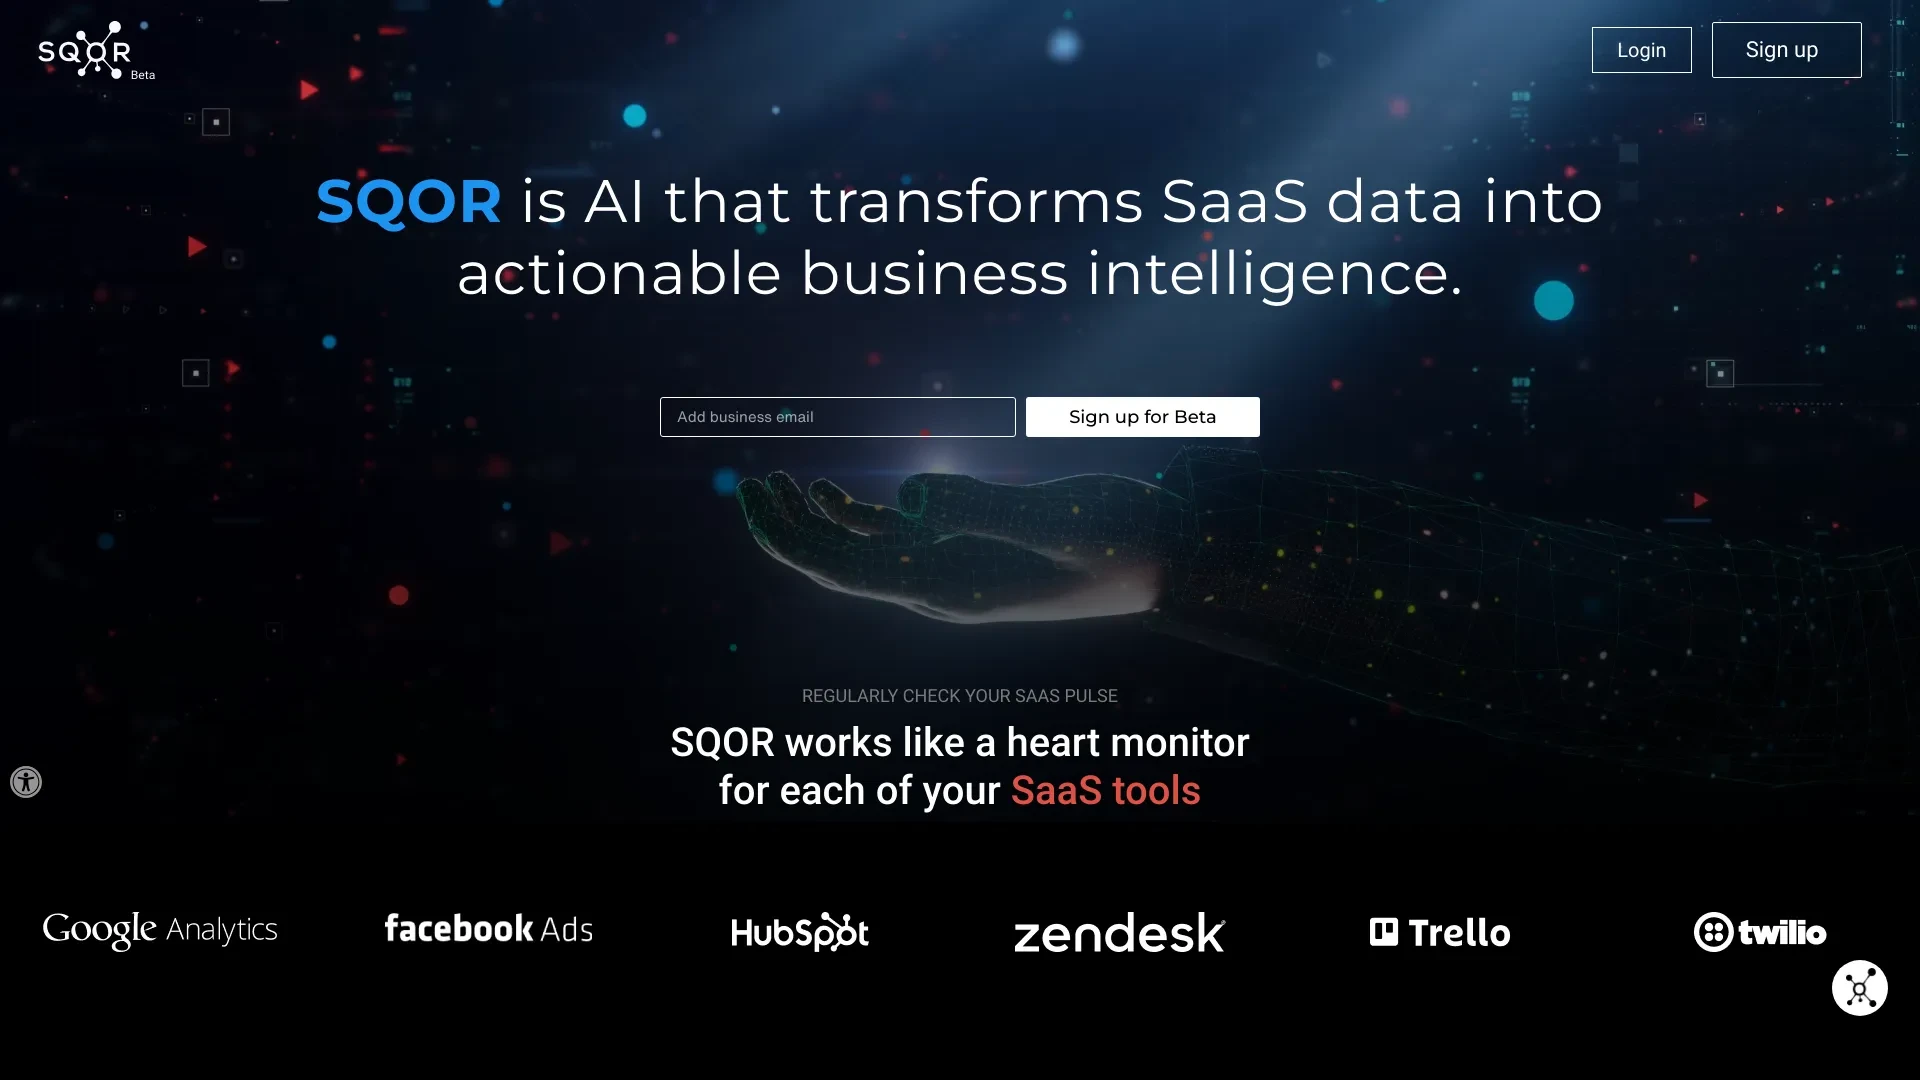 SQOR
Beta
Login
Sign up
SQOR is AI that transforms SaaS data into
actionable business intelligence.
Add business email
Sign up for Beta
REGULARLY CHECK YOUR SAAS PULSE
SQOR works like a heart monitor
for each of your SaaS tools
Google Analytics
facebook Ads
HubSpot
zendesk
Trello
twilio